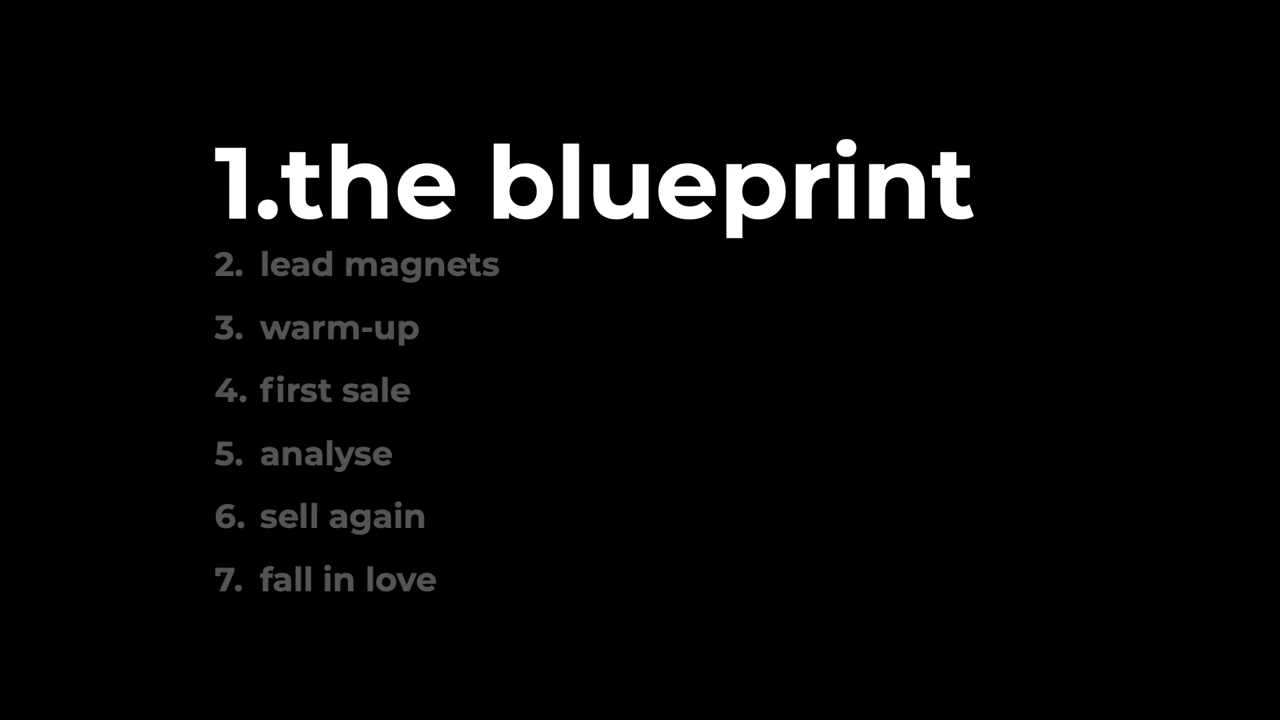 1.the blueprint
2. lead magnets
3. warm-up
4. first sale
5. analyse
6. sell again
7. fall in love